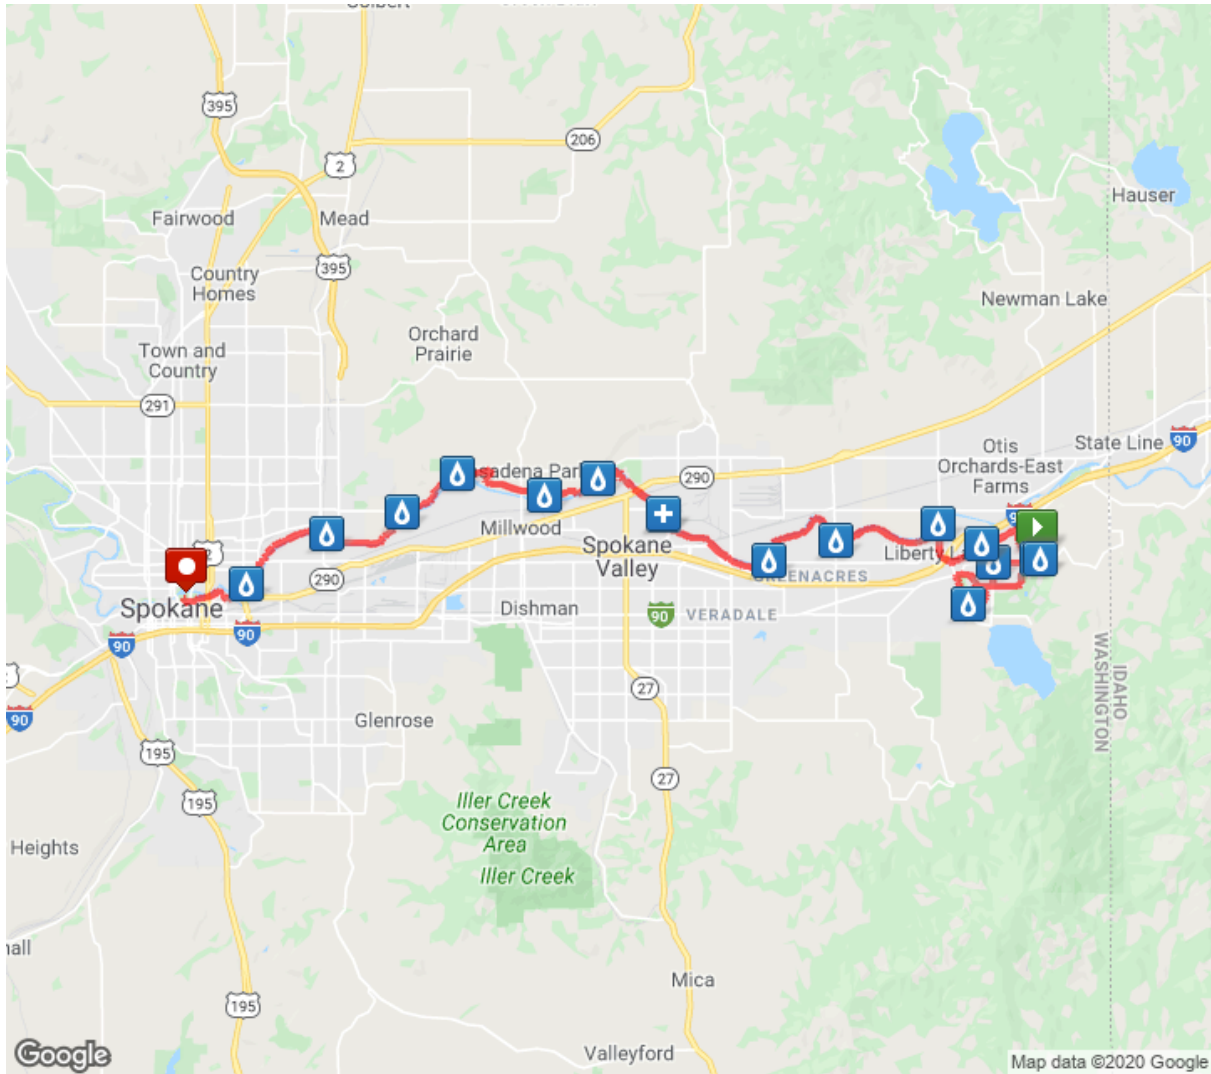 395
206
2
Hauser
Fairwood
Mead
Country
Homes
395
Newman Lake
Orchard
Prairie
Town and
Country
291
State Line
90
Otis
Orchards-East
Farms
290
Millwood
Spokane
Valley
Liberty
GREENACRES
2
290
Spokane
Dishman
90
VERADALE
90
90
27
IDAHO
WASHINGTON
90
Glenrose
195
27
195
Iller Creek
Conservation
Area
Iller Creek
Heights
Mica
195
Valleyford
Google
Map data ©2020 Google